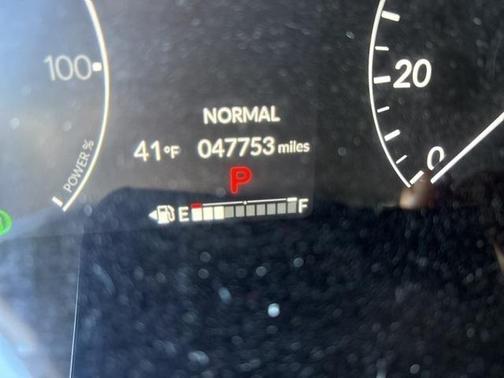 100
20
NORMAL
41°F 047753 miles
POWER %
0
P
E F